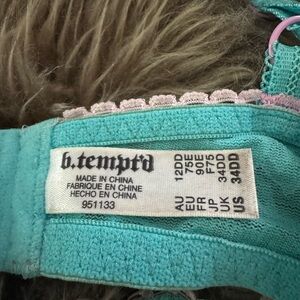 b.tempt'd
MADE IN CHINA
FABRIQUE EN CHINE
HECHO EN CHINA
951133
AU 12DD
EU 75E
FR 90E
JP F75
UK 34DD
US 34DD